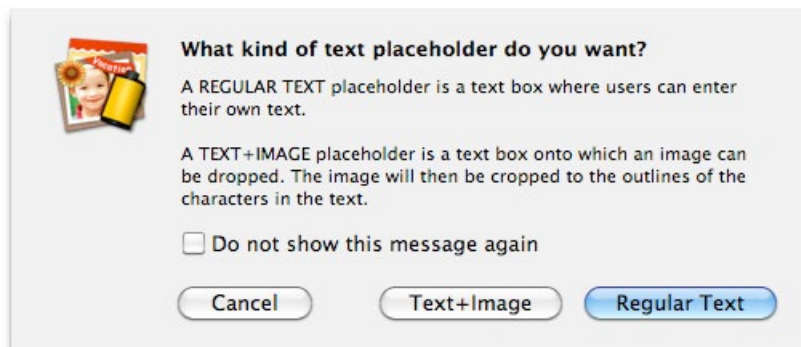 Vacation
What kind of text placeholder do you want?
A REGULAR TEXT placeholder is a text box where users can enter
their own text.
A TEXT+IMAGE placeholder is a text box onto which an image can
be dropped. The image will then be cropped to the outlines of the
characters in the text.
Do not show this message again
Cancel
Text+Image
Regular Text